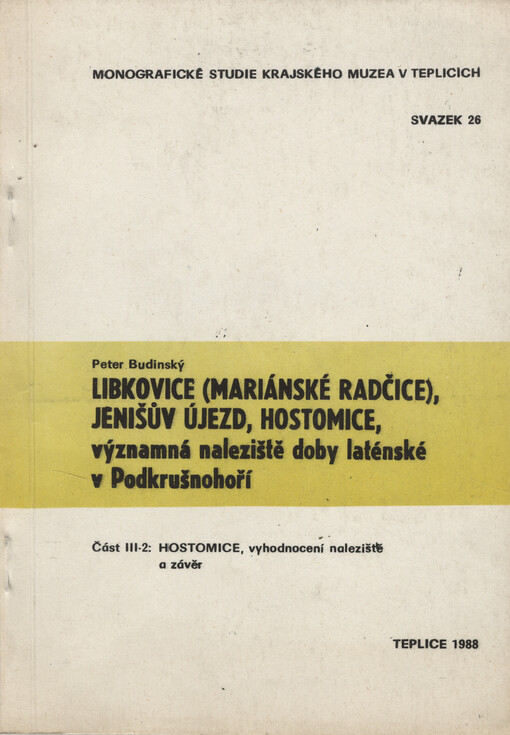 MONOGRAFICKÉ STUDIE KRAJSKÉHO MUZEA V TEPLICÍCH
SVAZEK 26
Peter Budinský
LIBKOVICE (MARIÁNSKÉ RADČICE),
JENIŠŮV ÚJEZD, HOSTOMICE,
významná naleziště doby laténské
v Podkrušnohoří
Část III-2: HOSTOMICE, vyhodnocení naleziště
a závěr
TEPLICE 1988